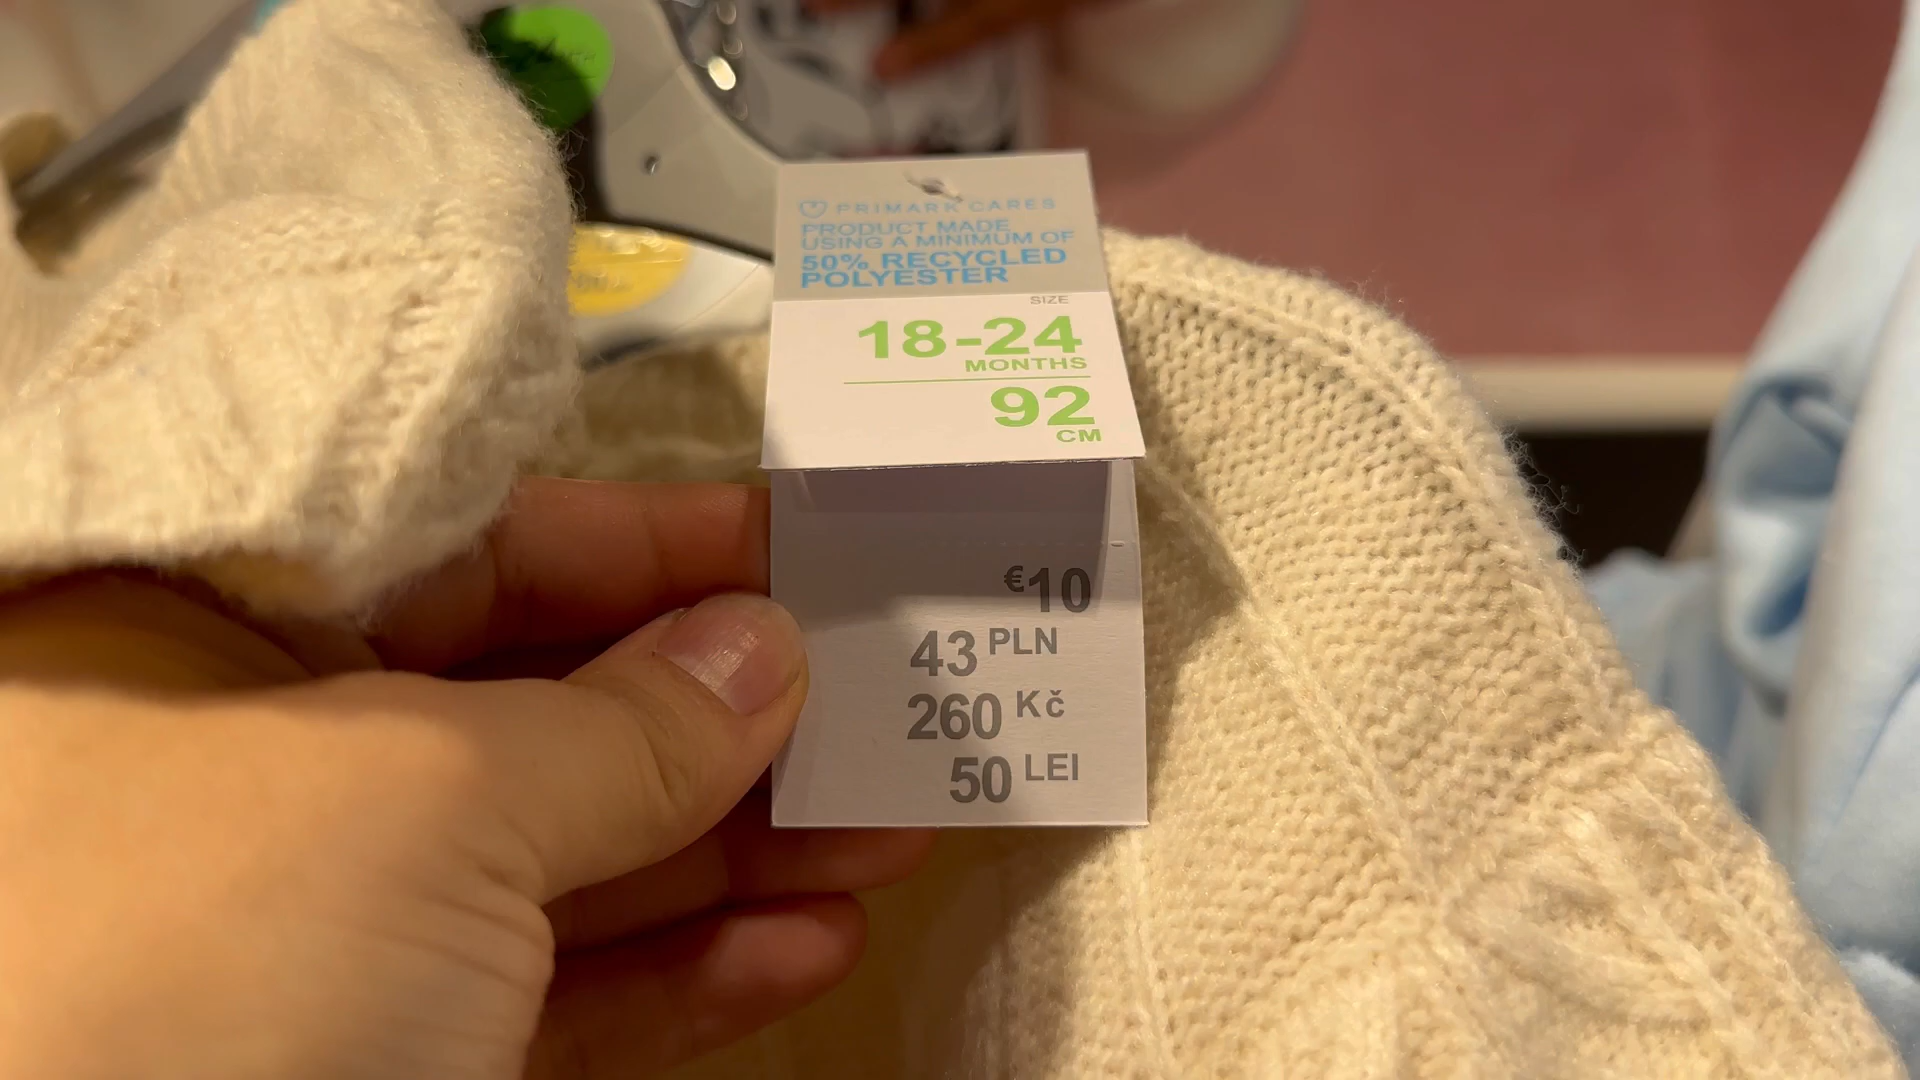 PRIMARK CARES
PRODUCT MADE
USING A MINIMUM OF
50% RECYCLED
POLYESTER
SIZE
18-24
MONTHS
92
CM
€10
43 PLN
260 Kč
50 LEI